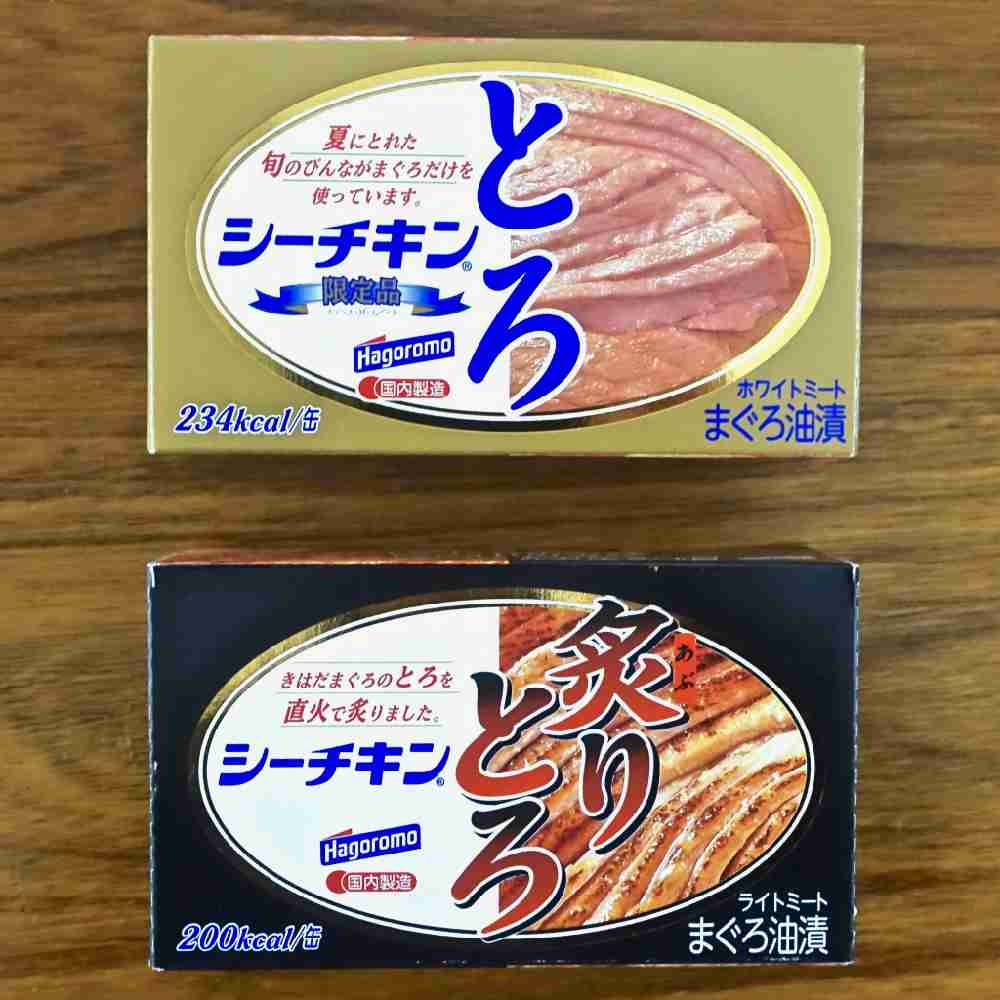 夏にとれた
旬のびんながまぐろだけを
使っています。
シーチキン®
とろ
限定品
Hagoromo
国内製造
234kcal/缶
ホワイトミート
まぐろ油漬
きはだまぐろのとろを
直火で炙りました。
シーチキン®
炙りとろ
あぶ
Hagoromo
国内製造
200kcal/缶
ライトミート
まぐろ油漬